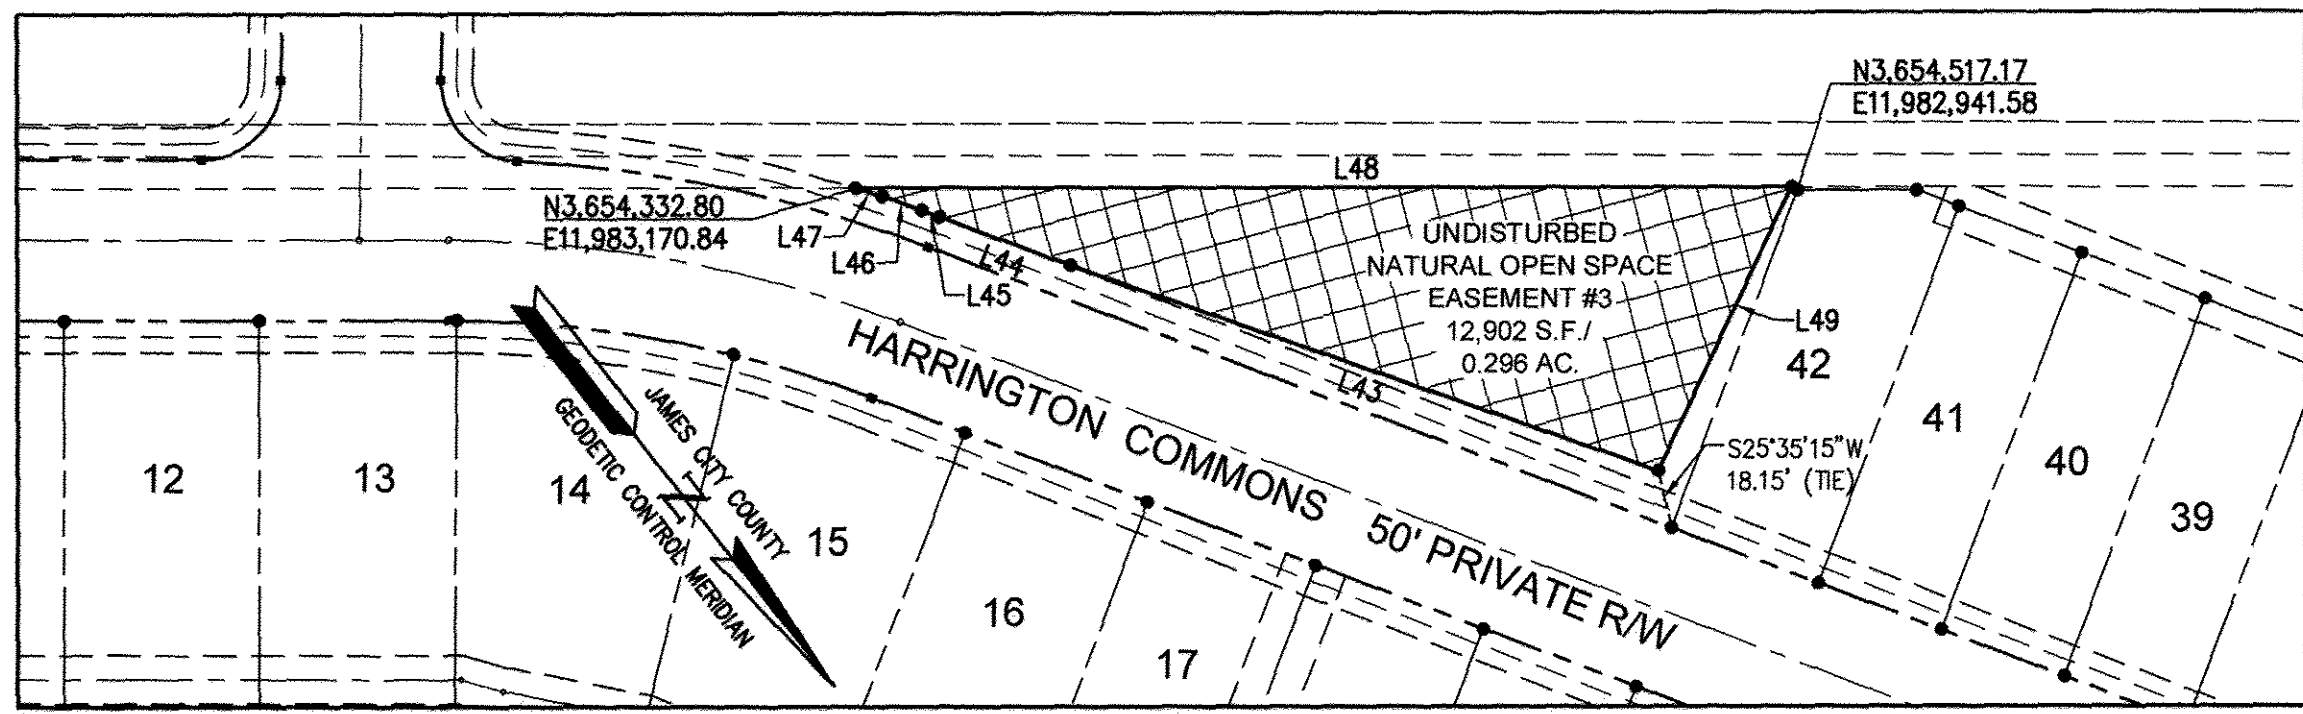 N3,654,517.17
E11,982,941.58
L48
N3,654,332.80
E11,983,170.84
L47
L46
L45
L44
L43
UNDISTURBED
NATURAL OPEN SPACE
EASEMENT #3
12,902 S.F./
0.296 AC.
L49
42
41
40
39
S25°35'15"W
18.15' (TIE)
HARRINGTON COMMONS 50' PRIVATE R/W
JAMES CITY COUNTY
GEODETIC CONTROL MERIDIAN
N
12
13
14
15
16
17